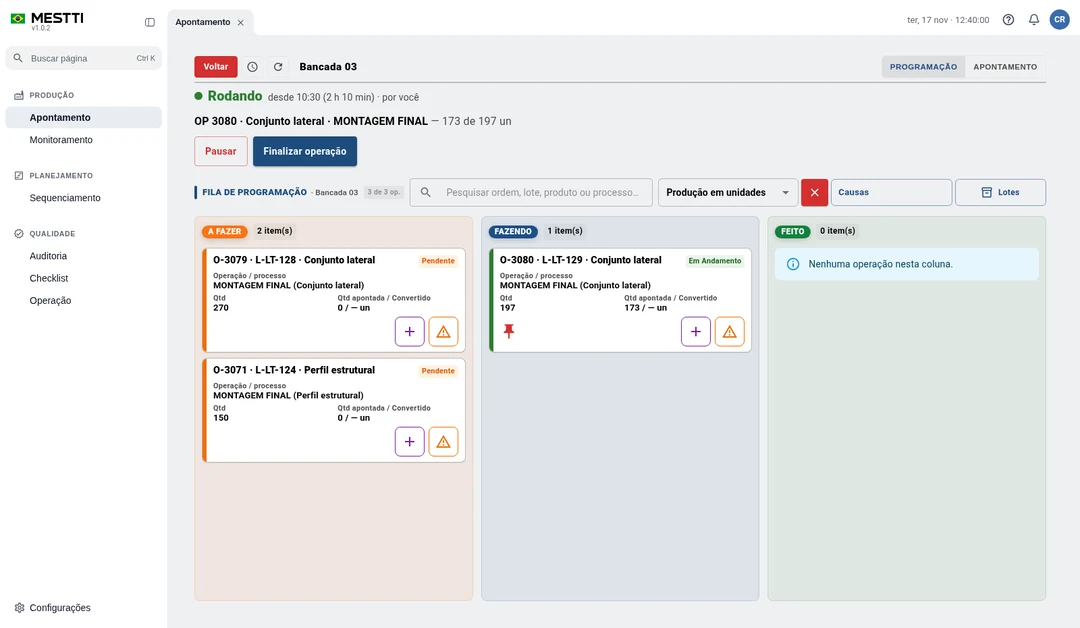 MESTTI
v1.0.2
Buscar página
Ctrl K
PRODUÇÃO
Apontamento
Monitoramento
PLANEJAMENTO
Sequenciamento
QUALIDADE
Auditoria
Checklist
Operação
Configurações
Apontamento
ter, 17 nov · 12:40:00
CR
Voltar
Bancada 03
PROGRAMAÇÃO
APONTAMENTO
Rodando desde 10:30 (2 h 10 min) · por você
OP 3080 · Conjunto lateral · MONTAGEM FINAL — 173 de 197 un
Pausar
Finalizar operação
FILA DE PROGRAMAÇÃO · Bancada 03
3 de 3 op.
Pesquisar ordem, lote, produto ou processo...
Produção em unidades
Causas
Lotes
A FAZER
2 item(s)
O-3079 · L-LT-128 · Conjunto lateral
Pendente
Operação / processo
MONTAGEM FINAL (Conjunto lateral)
Qtd
Qtd apontada / Convertido
270
0 / — un
O-3071 · L-LT-124 · Perfil estrutural
Pendente
Operação / processo
MONTAGEM FINAL (Perfil estrutural)
Qtd
Qtd apontada / Convertido
150
0 / — un
FAZENDO
1 item(s)
O-3080 · L-LT-129 · Conjunto lateral
Em Andamento
Operação / processo
MONTAGEM FINAL (Conjunto lateral)
Qtd
Qtd apontada / Convertido
197
173 / — un
FEITO
0 item(s)
Nenhuma operação nesta coluna.